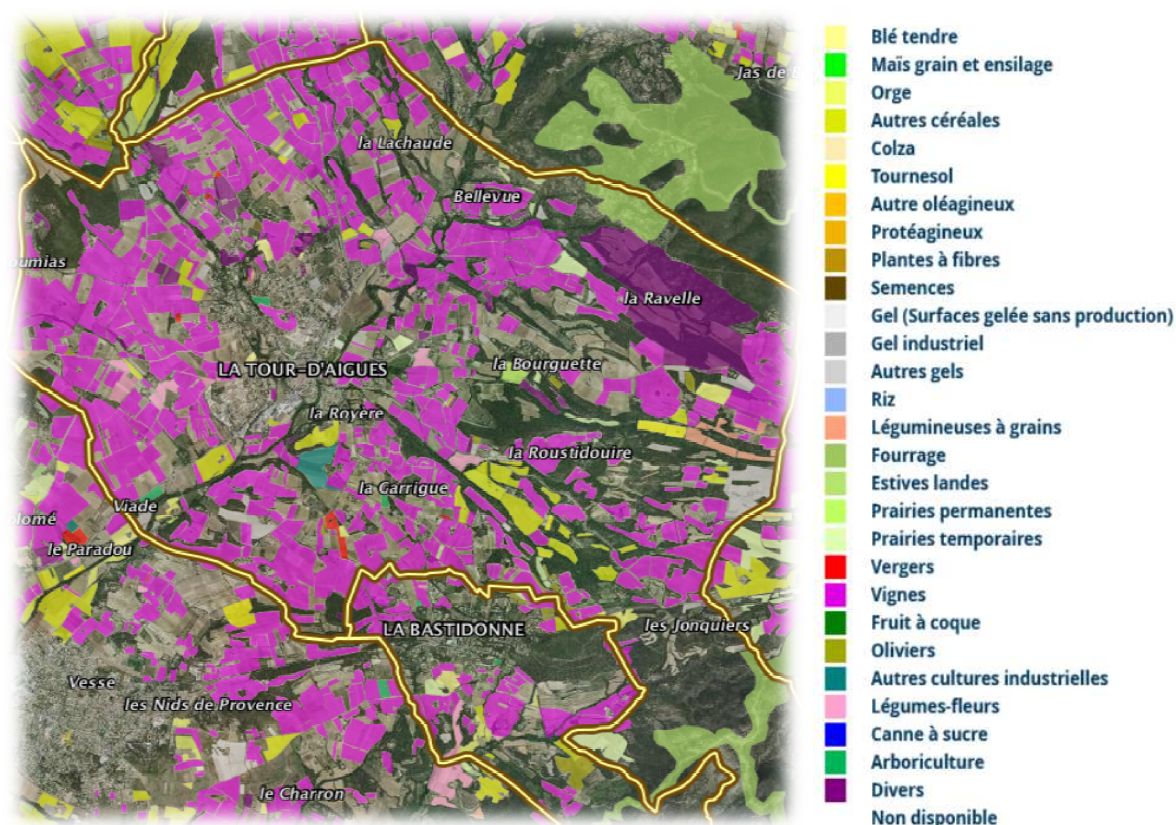 Jas de
la Lachaude
Bellevue
oumias
la Ravelle
LA TOUR-D'AIGUES
la Bourguette
la Royère
la Roustidouire
la Garrigue
Viade
olomé
le Paradou
LA BASTIDONNE
les Jonquiers
Vesse
les Nids de Provence
le Charron
Blé tendre
Maïs grain et ensilage
Orge
Autres céréales
Colza
Tournesol
Autre oléagineux
Protéagineux
Plantes à fibres
Semences
Gel (Surfaces gelée sans production)
Gel industriel
Autres gels
Riz
Légumineuses à grains
Fourrage
Estives landes
Prairies permanentes
Prairies temporaires
Vergers
Vignes
Fruit à coque
Oliviers
Autres cultures industrielles
Légumes-fleurs
Canne à sucre
Arboriculture
Divers
Non disponible